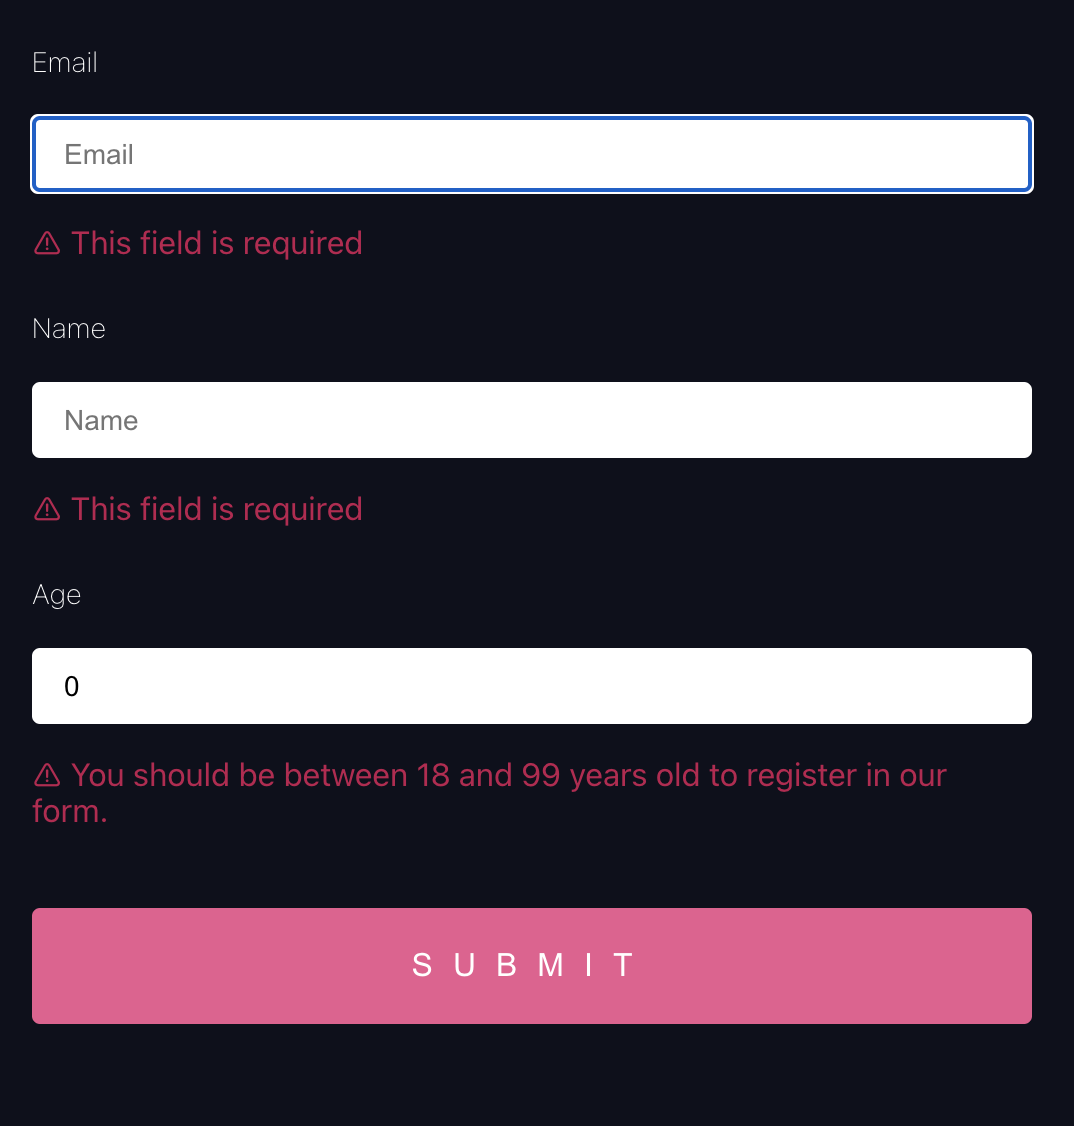 Email
Email
⚠ This field is required
Name
Name
⚠ This field is required
Age
0
⚠ You should be between 18 and 99 years old to register in our
form.
SUBMIT